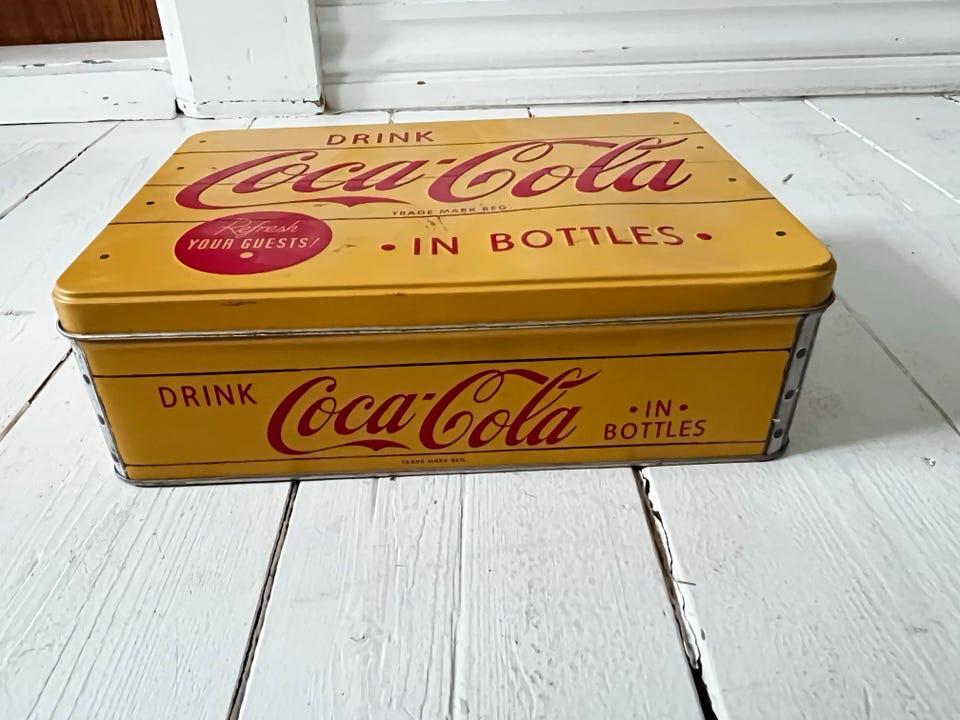 DRINK
Coca-Cola
TRADE MARK REG.
Refresh
YOUR GUESTS!
• IN BOTTLES •
DRINK
Coca-Cola
• IN •
BOTTLES
TRADE MARK REG.